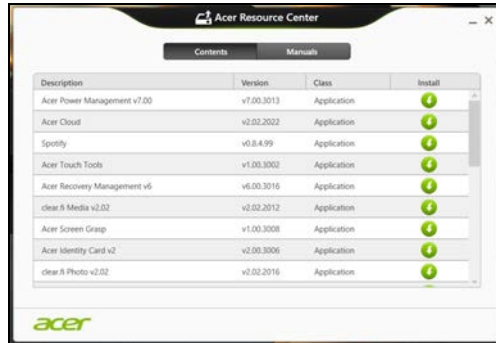 Acer Resource Center
Contents Manuals
Description Version Class Install
Acer Power Management v7.00 v7.00.3013 Application
Acer Cloud v2.02.2022 Application
Spotify v0.8.4.99 Application
Acer Touch Tools v1.00.3002 Application
Acer Recovery Management v6 v6.00.3016 Application
clear.fi Media v2.02 v2.02.2012 Application
Acer Screen Grasp v1.00.3008 Application
Acer Identity Card v2 v2.00.3006 Application
clear.fi Photo v2.02 v2.02.2016 Application
acer